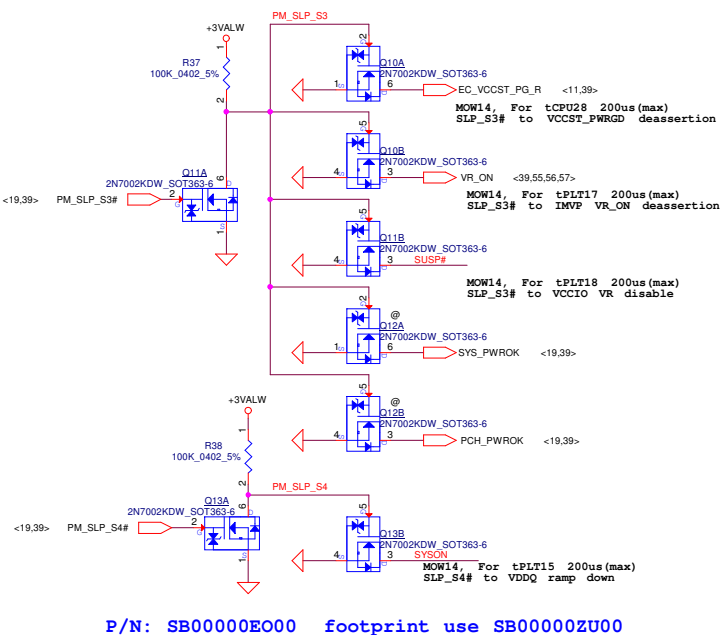 +3VALW
PM_SLP_S3
R37
100K_0402_5%
1
2
Q10A
2N7002KDW_SOT363-6
2
G
1
S
6
D
EC_VCCST_PG_R <11,39>
MOW14, For tCPU28 200us(max)
SLP_S3# to VCCST_PWRGD deassertion
Q10B
2N7002KDW_SOT363-6
5
G
4
S
3
D
VR_ON <39,55,56,57>
MOW14, For tPLT17 200us(max)
SLP_S3# to IMVP VR_ON deassertion
Q11A
2N7002KDW_SOT363-6
<19,39> PM_SLP_S3#
2
G
6
D
1
S
Q11B
2N7002KDW_SOT363-6
5
G
4
S
3
D
SUSP#
MOW14, For tPLT18 200us(max)
SLP_S3# to VCCIO VR disable
@
Q12A
2N7002KDW_SOT363-6
2
G
1
S
6
D
SYS_PWROK <19,39>
@
Q12B
2N7002KDW_SOT363-6
5
G
4
S
3
D
PCH_PWROK <19,39>
+3VALW
R38
100K_0402_5%
1
2
PM_SLP_S4
Q13A
2N7002KDW_SOT363-6
<19,39> PM_SLP_S4#
2
G
6
D
1
S
Q13B
2N7002KDW_SOT363-6
5
G
4
S
3
D
SYSON
MOW14, For tPLT15 200us(max)
SLP_S4# to VDDQ ramp down
P/N: SB00000EO00 footprint use SB00000ZU00